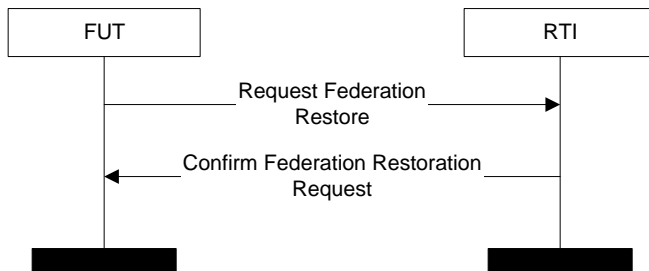 FUT
RTI
Request Federation
Restore
Confirm Federation Restoration
Request